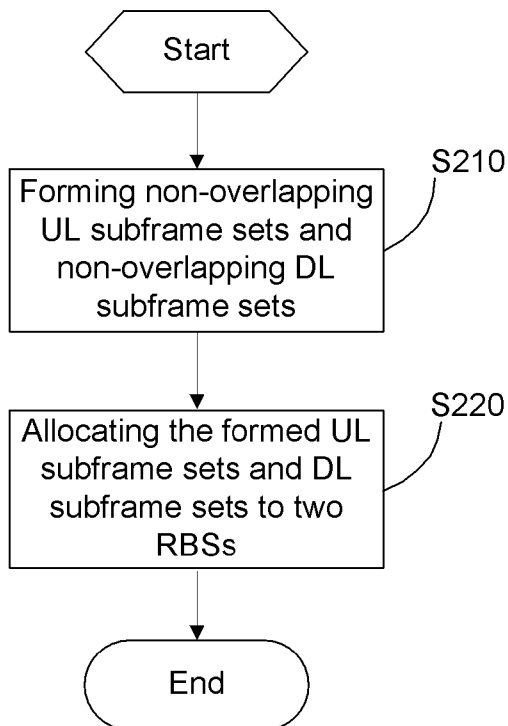 Start
S210
Forming non-overlapping
UL subframe sets and
non-overlapping DL
subframe sets
S220
Allocating the formed UL
subframe sets and DL
subframe sets to two
RBSs
End